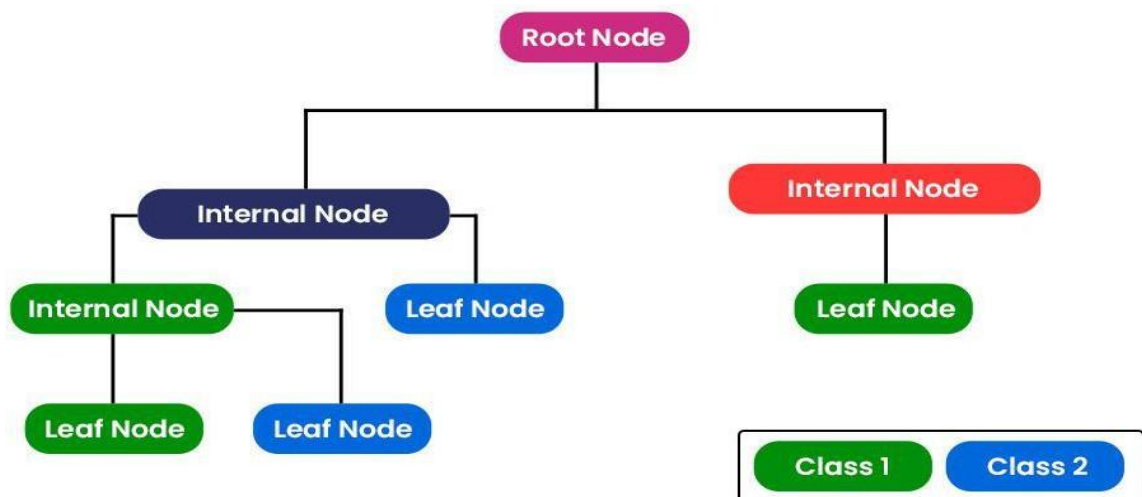 Root Node
Internal Node
Internal Node
Internal Node
Leaf Node
Leaf Node
Leaf Node
Leaf Node
Class 1
Class 2